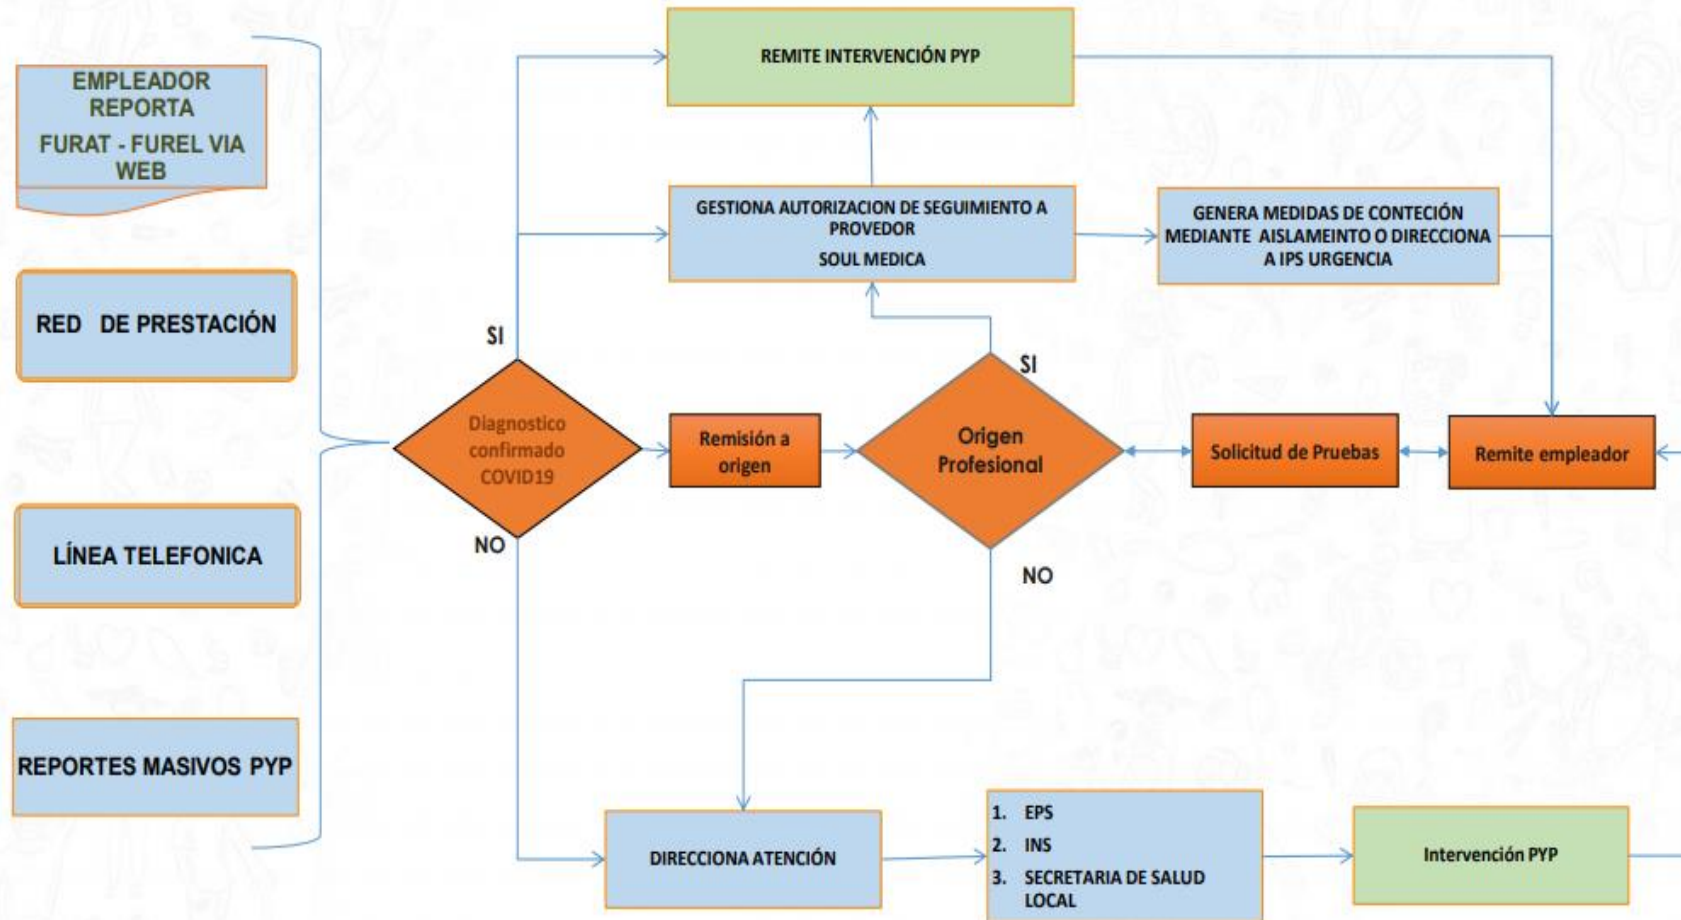 EMPLEADOR
REPORTA
FURAT - FUREL VIA
WEB
RED DE PRESTACIÓN
LÍNEA TELEFONICA
REPORTES MASIVOS PYP
Diagnostico
confirmado
COVID19
SI
NO
REMITE INTERVENCIÓN PYP
GESTIONA AUTORIZACION DE SEGUIMIENTO A
PROVEDOR
SOUL MEDICA
GENERA MEDIDAS DE CONTECIÓN
MEDIANTE AISLAMEINTO O DIRECCIONA
A IPS URGENCIA
Remisión a
origen
Origen
Profesional
SI
NO
Solicitud de Pruebas
Remite empleador
DIRECCIONA ATENCIÓN
1. EPS
2. INS
3. SECRETARIA DE SALUD
LOCAL
Intervención PYP